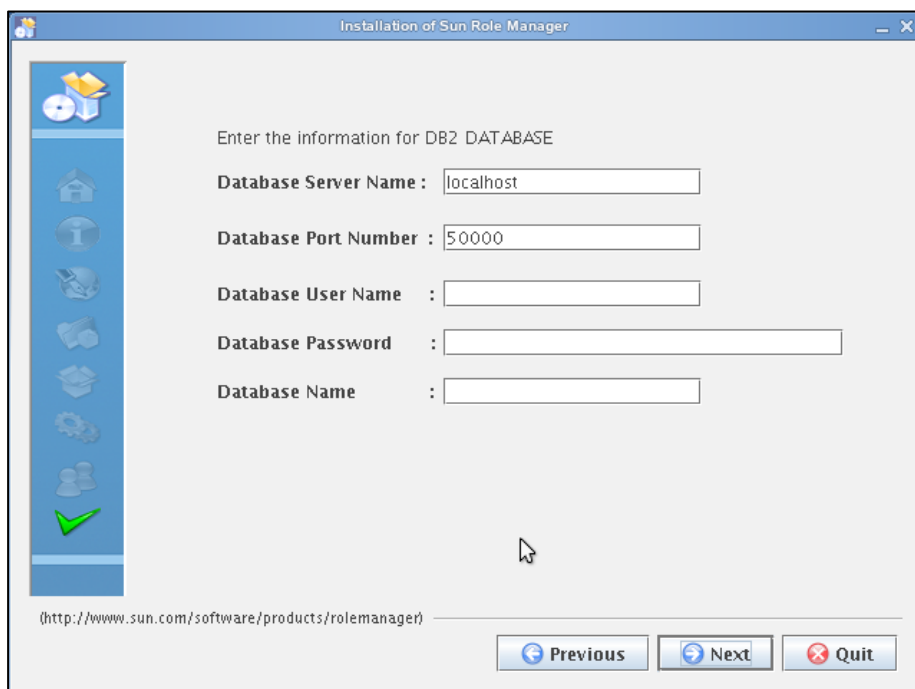 Installation of Sun Role Manager
Enter the information for DB2 DATABASE
Database Server Name : localhost
Database Port Number : 50000
Database User Name :
Database Password :
Database Name :
(http://www.sun.com/software/products/rolemanager)
Previous Next Quit